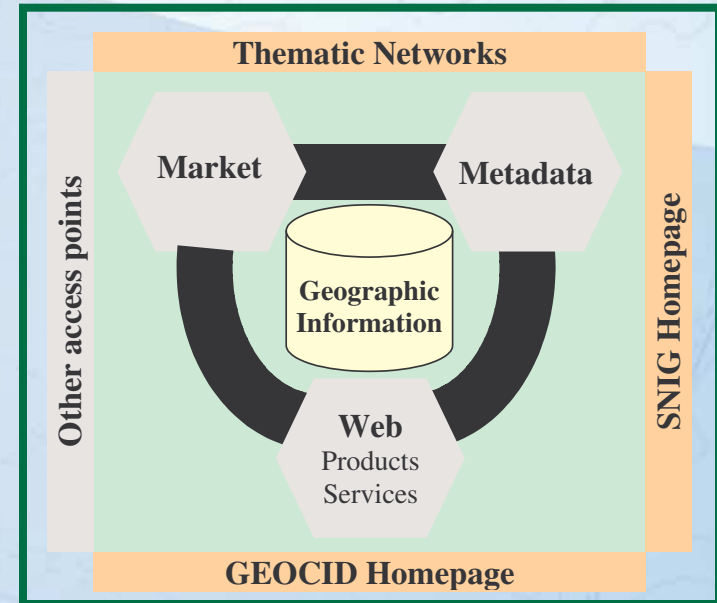 Thematic Networks
Other access points
Market
Metadata
Geographic
Information
Web
Products
Services
SNIG Homepage
GEOCID Homepage